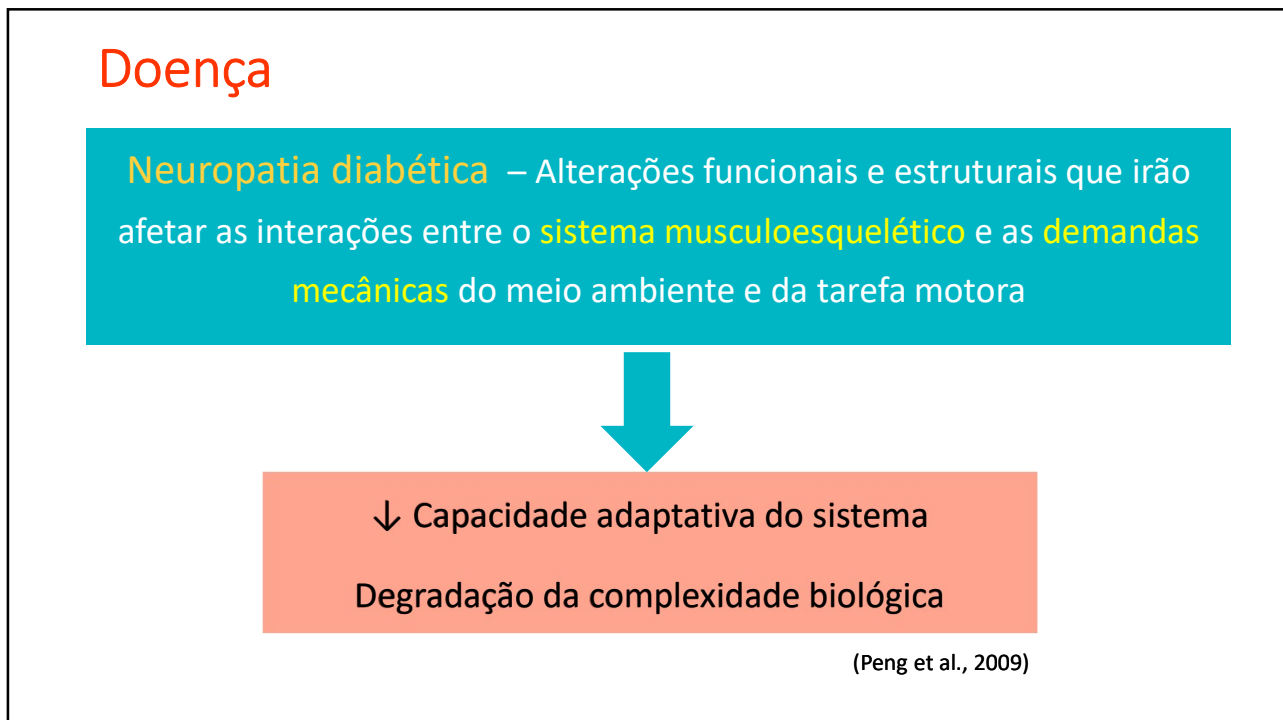 Doença
Neuropatia diabética – Alterações funcionais e estruturais que irão
afetar as interações entre o sistema musculoesquelético e as demandas
mecânicas do meio ambiente e da tarefa motora
↓ Capacidade adaptativa do sistema
Degradação da complexidade biológica
(Peng et al., 2009)